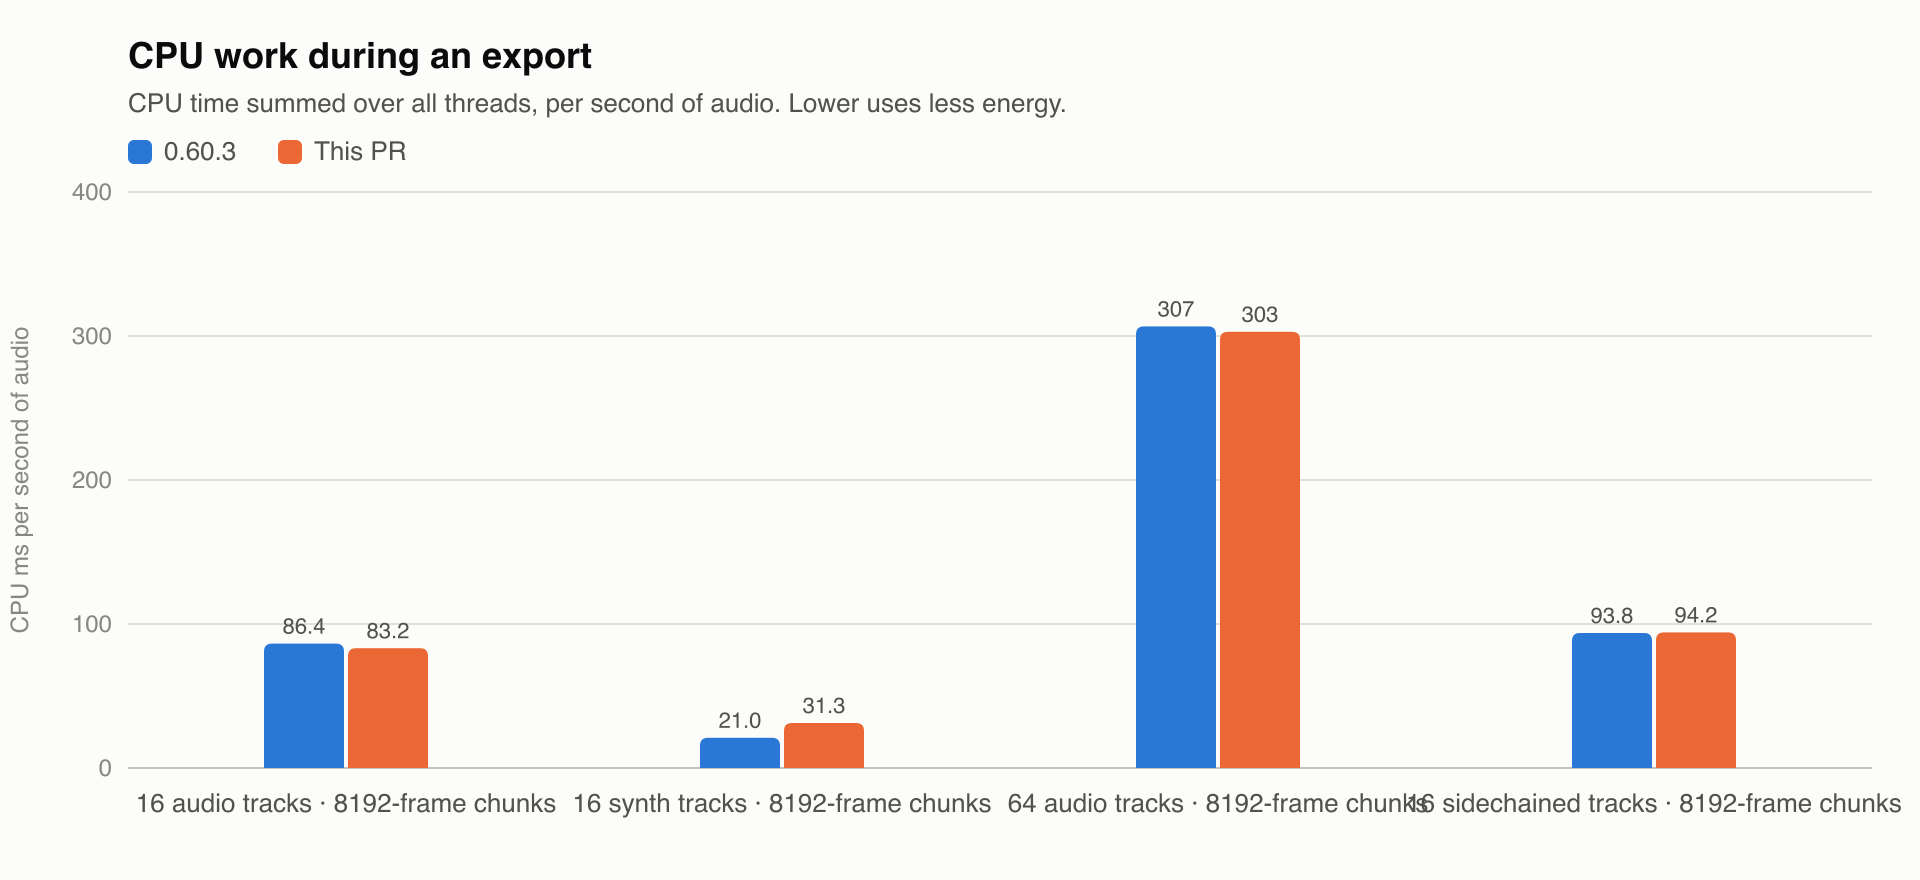 CPU work during an export
CPU time summed over all threads, per second of audio. Lower uses less energy.
0.60.3 This PR
CPU ms per second of audio
400
300
200
100
0
86.4 83.2
21.0 31.3
307 303
93.8 94.2
16 audio tracks · 8192-frame chunks
16 synth tracks · 8192-frame chunks
64 audio tracks · 8192-frame chunks
16 sidechained tracks · 8192-frame chunks